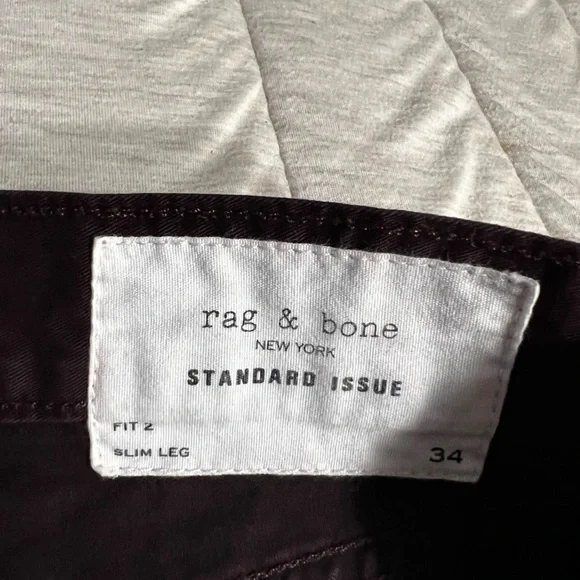 rag & bone
NEW YORK
STANDARD ISSUE
FIT 2
SLIM LEG 34